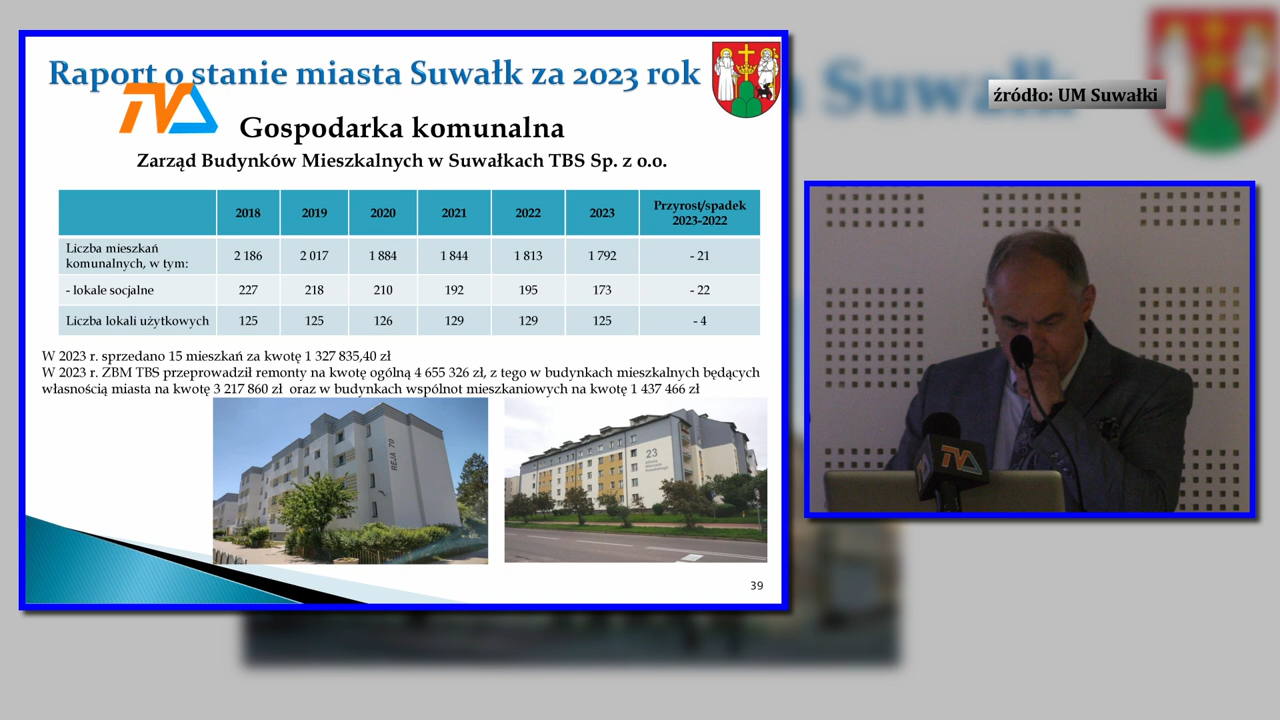 Raport o stanie miasta Suwałk za 2023 rok
TVA
Gospodarka komunalna
Zarząd Budynków Mieszkalnych w Suwałkach TBS Sp. z o.o.
2018 2019 2020 2021 2022 2023 Przyrost/spadek
2023-2022
Liczba mieszkań
komunalnych, w tym: 2 186 2 017 1 884 1 844 1 813 1 792 - 21
- lokale socjalne 227 218 210 192 195 173 - 22
Liczba lokali użytkowych 125 125 126 129 129 125 - 4
W 2023 r. sprzedano 15 mieszkań za kwotę 1 327 835,40 zł
W 2023 r. ZBM TBS przeprowadził remonty na kwotę ogólną 4 655 326 zł, z tego w budynkach mieszkalnych będących
własnością miasta na kwotę 3 217 860 zł oraz w budynkach wspólnot mieszkaniowych na kwotę 1 437 466 zł
REJA 70
23
39
źródło: UM Suwałki
Suwałk
TVA